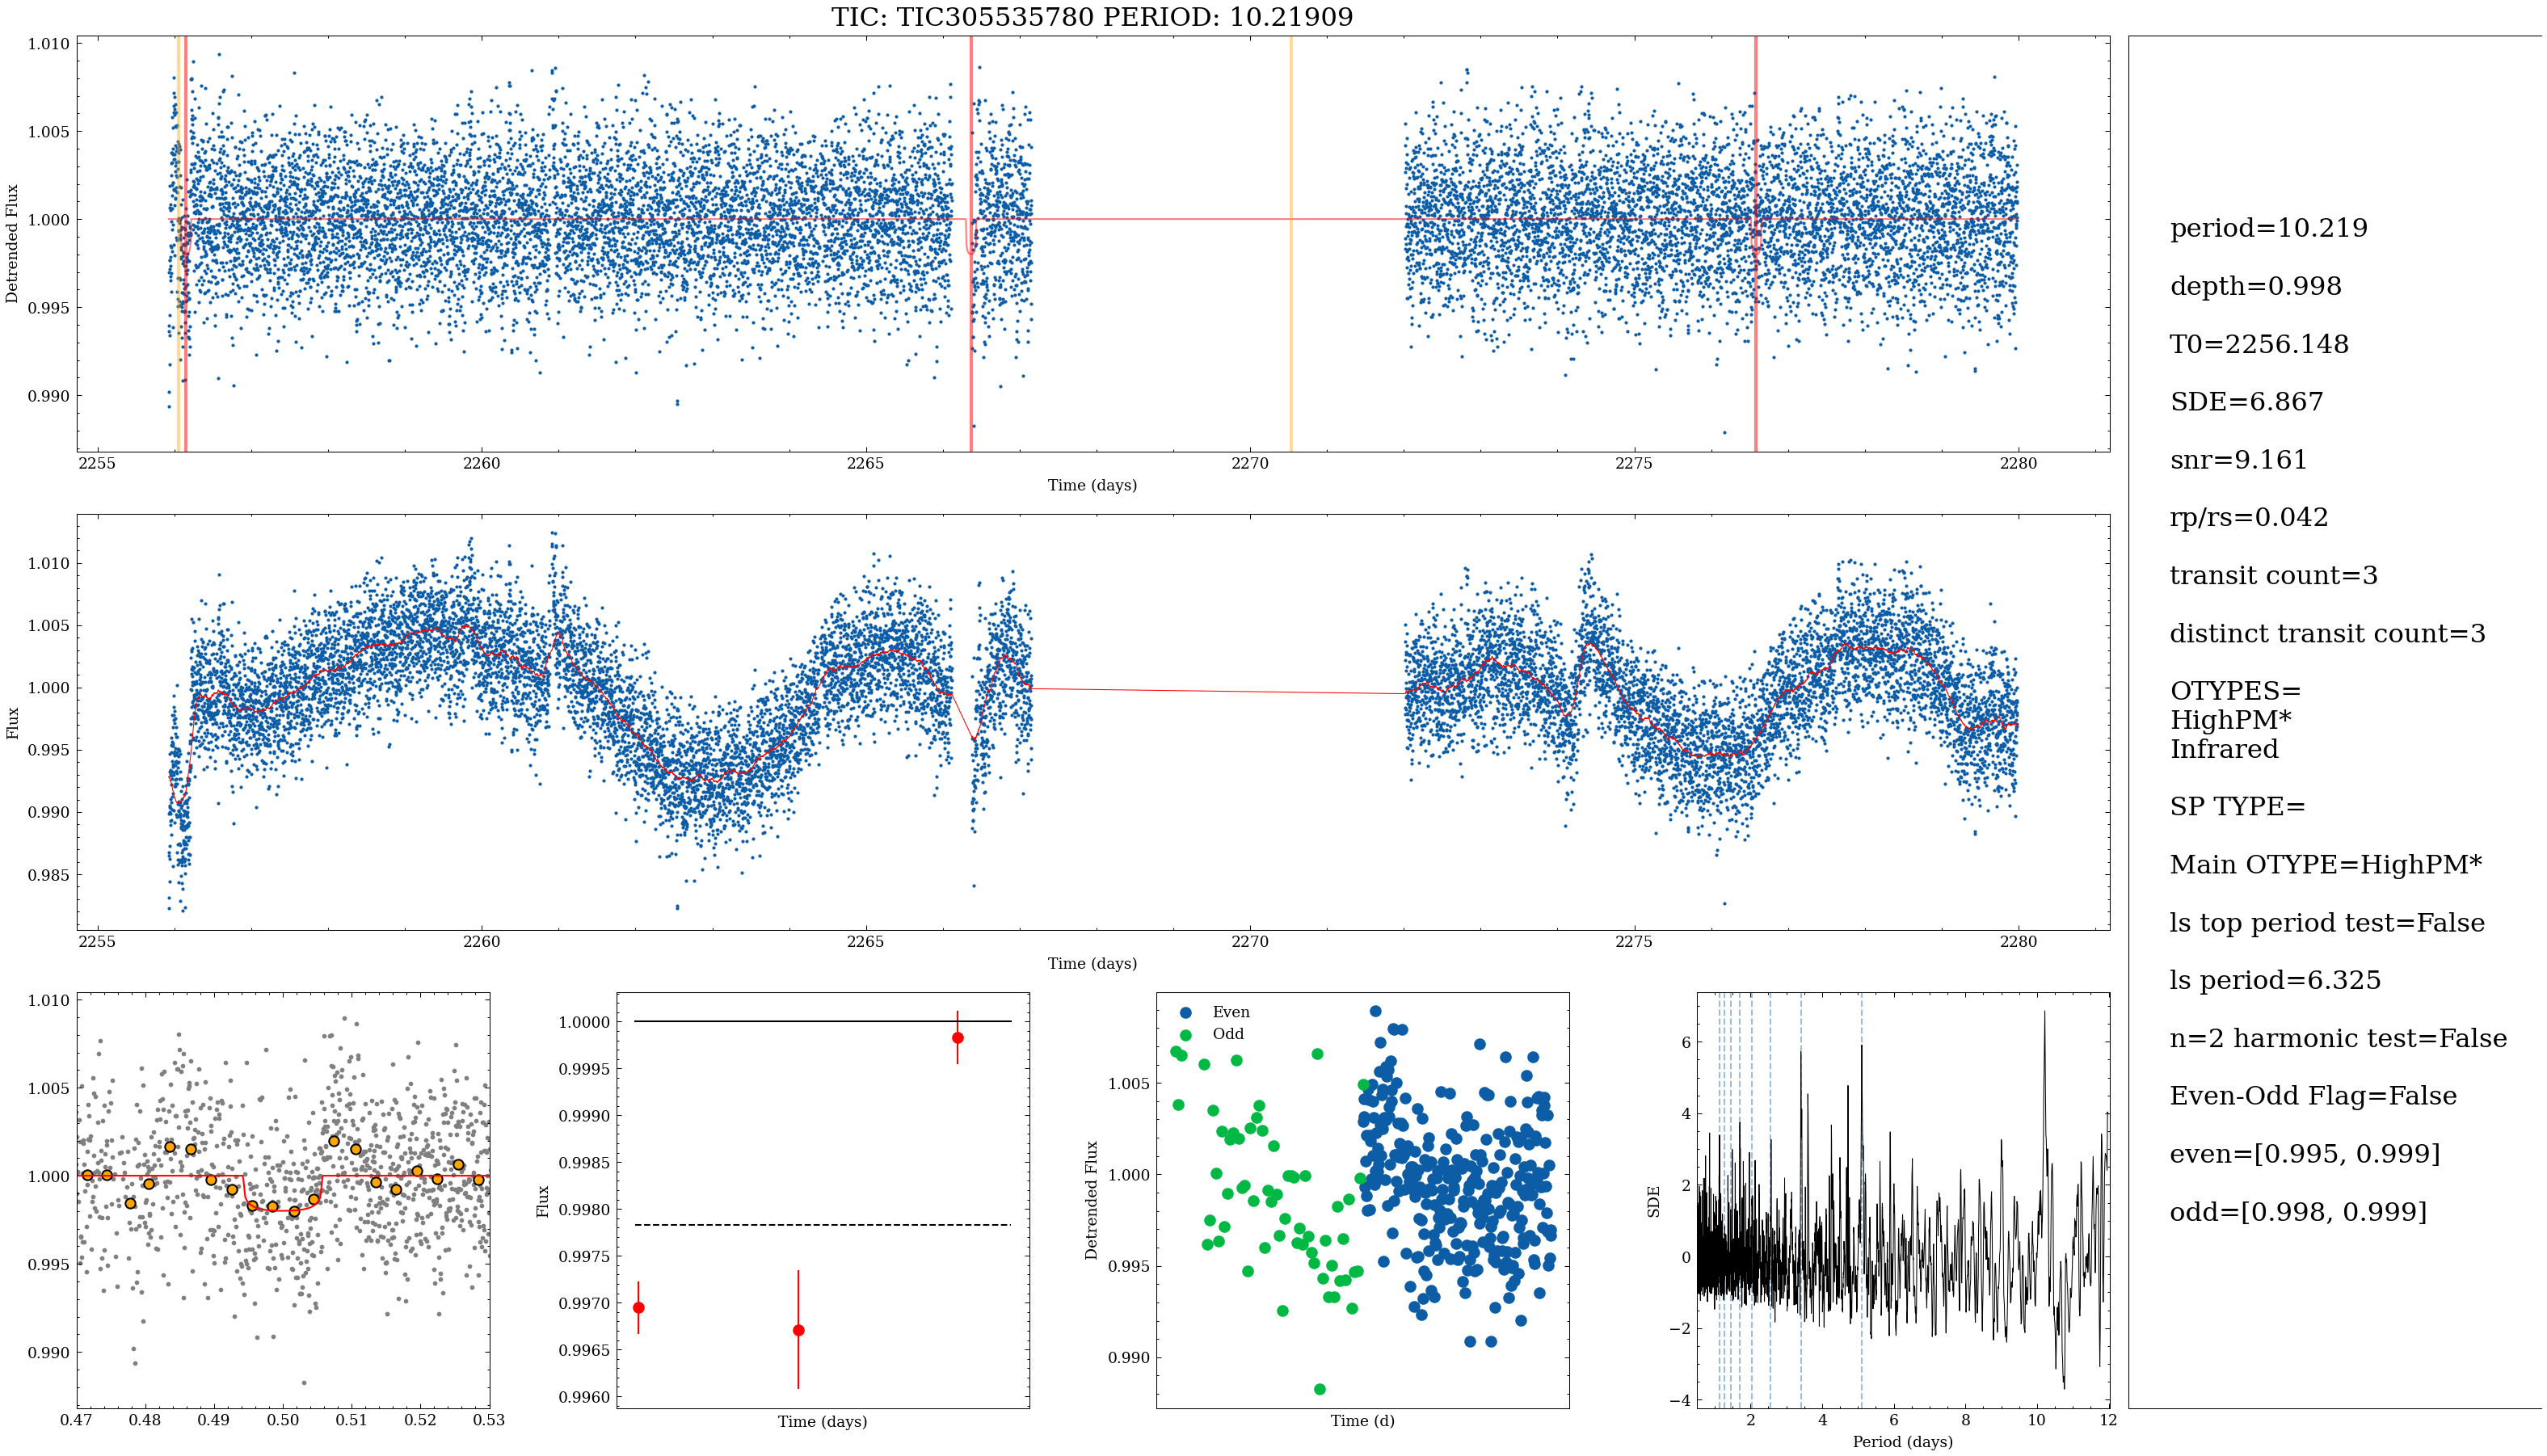 TIC: TIC305535780 PERIOD: 10.21909
1.010
1.005
1.000
0.995
0.990
Detrended Flux
2255
2260
2265
2270
2275
2280
Time (days)
1.010
1.005
1.000
0.995
0.990
0.985
Flux
2255
2260
2265
2270
2275
2280
Time (days)
1.010
1.005
1.000
0.995
0.990
0.47
0.48
0.49
0.50
0.51
0.52
0.53
1.0000
0.9995
0.9990
0.9985
0.9980
0.9975
0.9970
0.9965
0.9960
Flux
Time (days)
Even
Odd
1.005
1.000
0.995
0.990
Detrended Flux
Time (d)
6
4
2
0
−2
−4
SDE
2
4
6
8
10
12
Period (days)
period=10.219
depth=0.998
T0=2256.148
SDE=6.867
snr=9.161
rp/rs=0.042
transit count=3
distinct transit count=3
OTYPES=
HighPM*
Infrared
SP TYPE=
Main OTYPE=HighPM*
ls top period test=False
ls period=6.325
n=2 harmonic test=False
Even-Odd Flag=False
even=[0.995, 0.999]
odd=[0.998, 0.999]